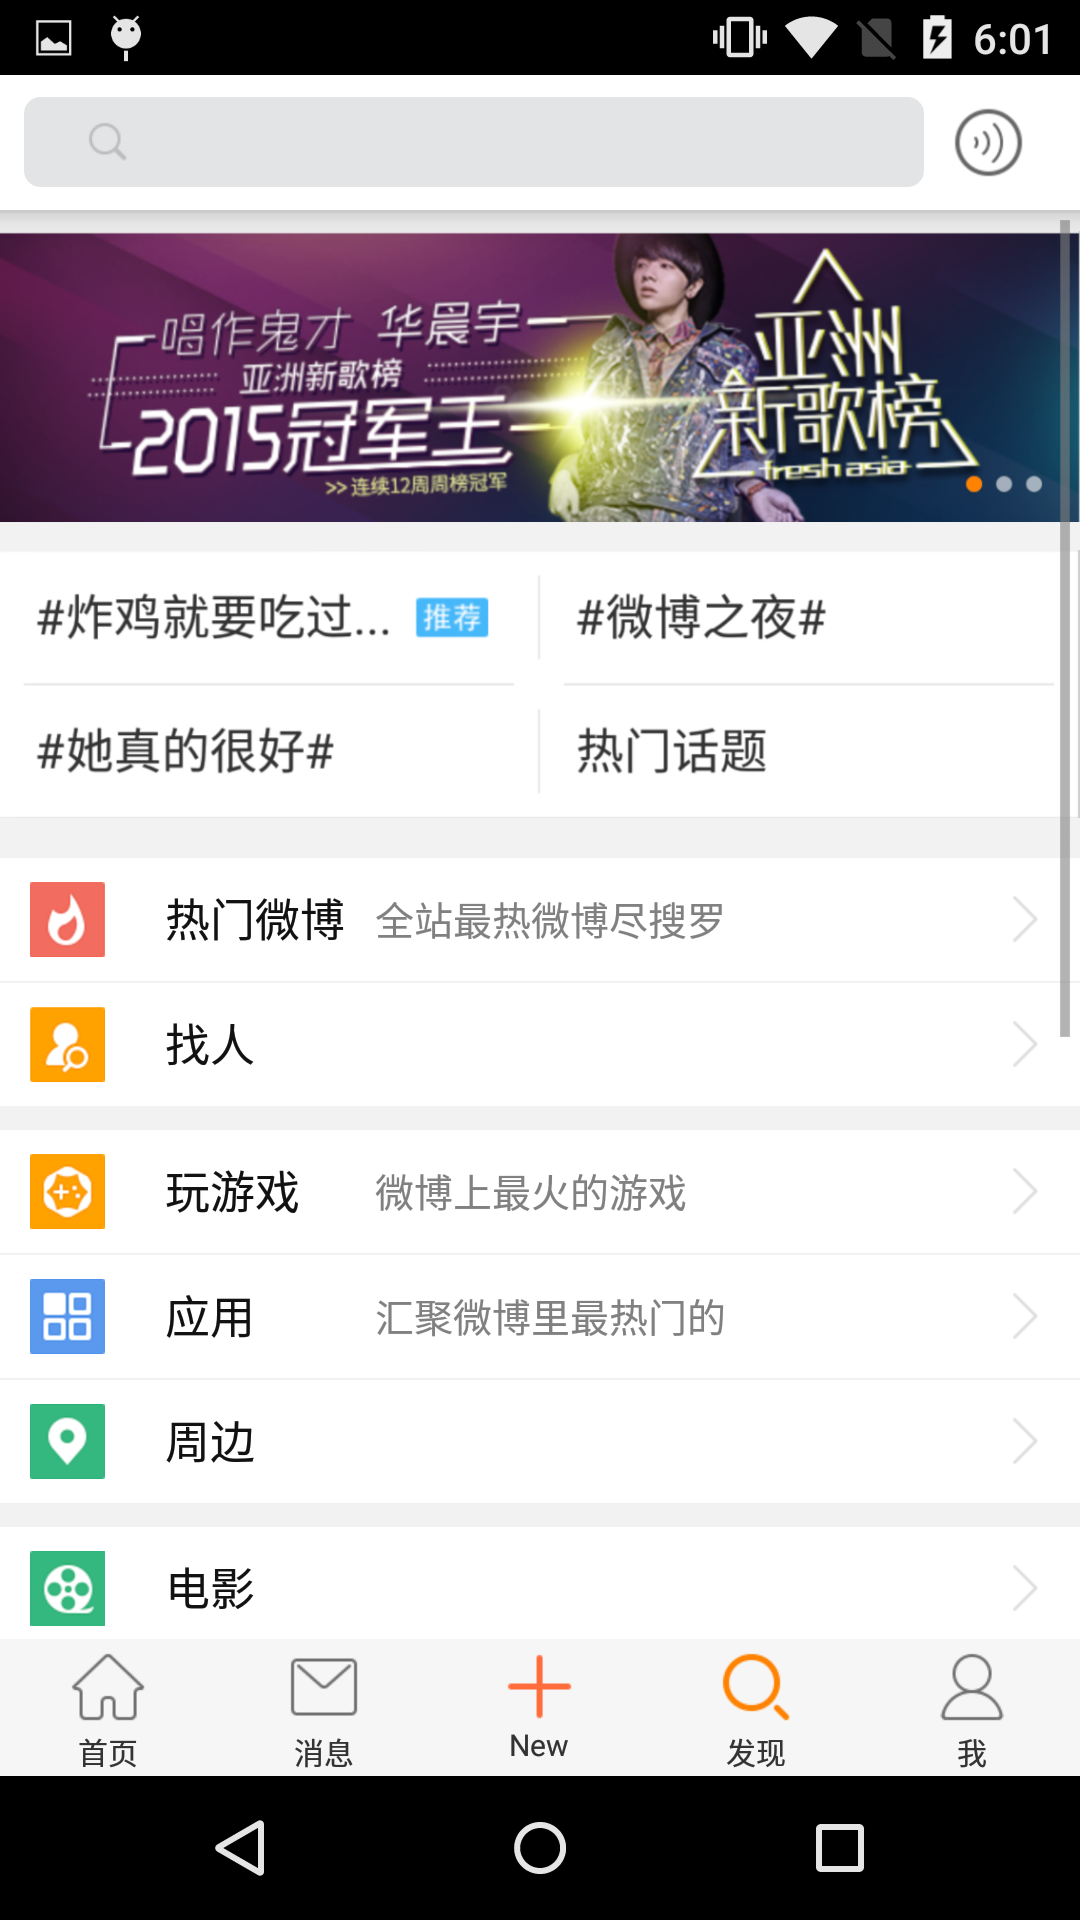 6:01
唱作鬼才 华晨宇
亚洲新歌榜
2015冠军王
>>连续12周周榜冠军
亚洲
新歌榜
fresh asia
#炸鸡就要吃过... 推荐
#微博之夜#
#她真的很好#
热门话题
热门微博 全站最热微博尽搜罗
找人
玩游戏 微博上最火的游戏
应用 汇聚微博里最热门的
周边
电影
首页 消息 New 发现 我